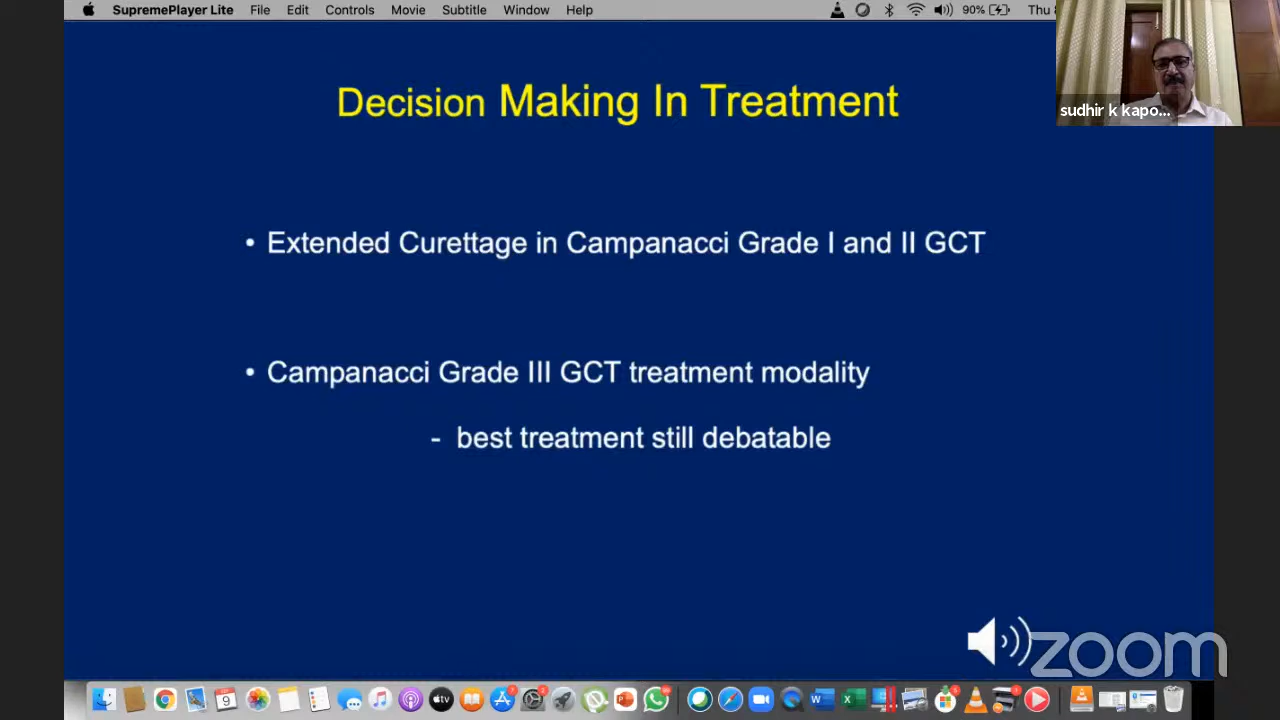 SupremePlayer Lite File Edit Controls Movie Subtitle Window Help 90% Thu
sudhir k kapo...
Decision Making In Treatment
• Extended Curettage in Campanacci Grade I and II GCT
• Campanacci Grade III GCT treatment modality
- best treatment still debatable
zoom